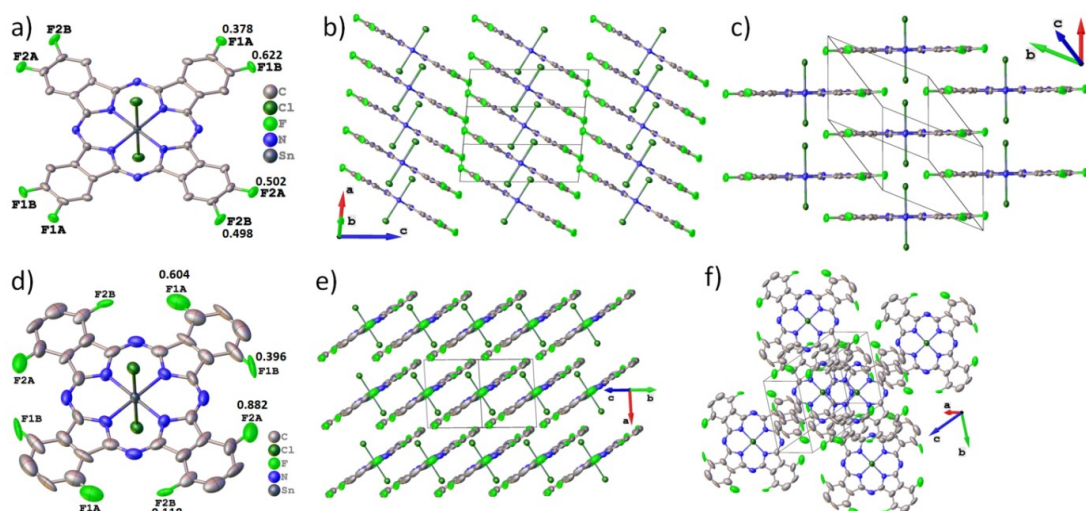 a)
F2B
F2A
0.378
F1A
0.622
F1B
C
Cl
F
N
Sn
F1B
F1A
0.502
F2A
F2B
0.498
b)
a
b
c
c)
c
b
d)
0.604
F2B
F1A
0.396
F1B
F2A
F1B
0.882
F2A
C
Cl
F
N
Sn
F1A
F2B
e)
c
b
a
f)
a
c
b